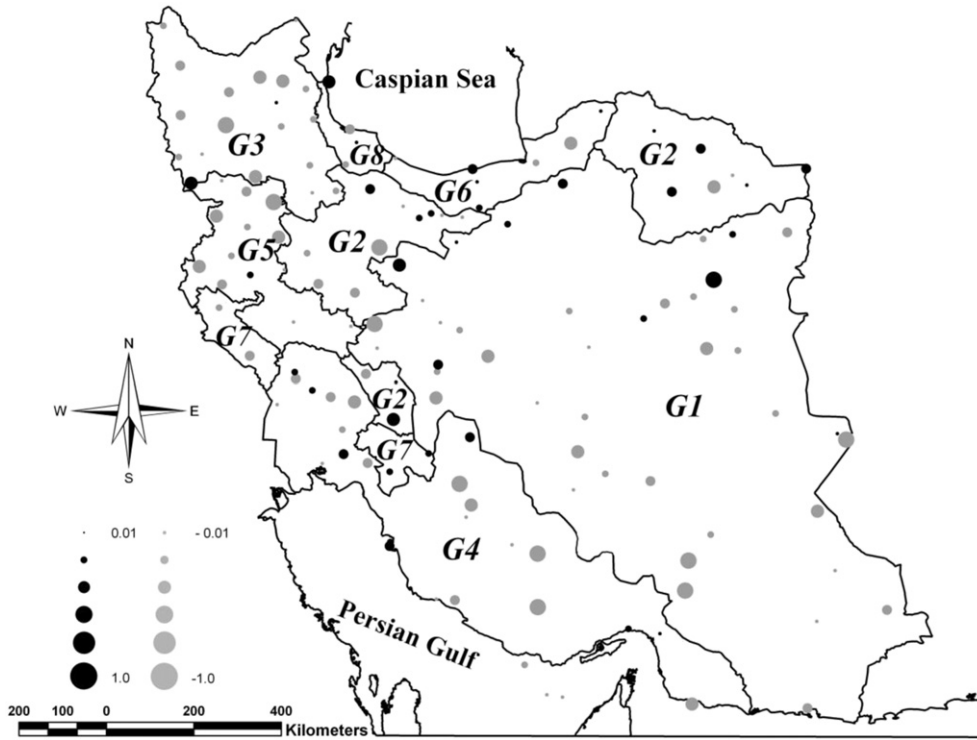 Caspian Sea
G3
G8
G2
G6
G5
G2
G7
N
G2
G1
W
E
G7
S
0.01
- 0.01
G4
Persian Gulf
1.0
-1.0
200 100 0 200 400
Kilometers